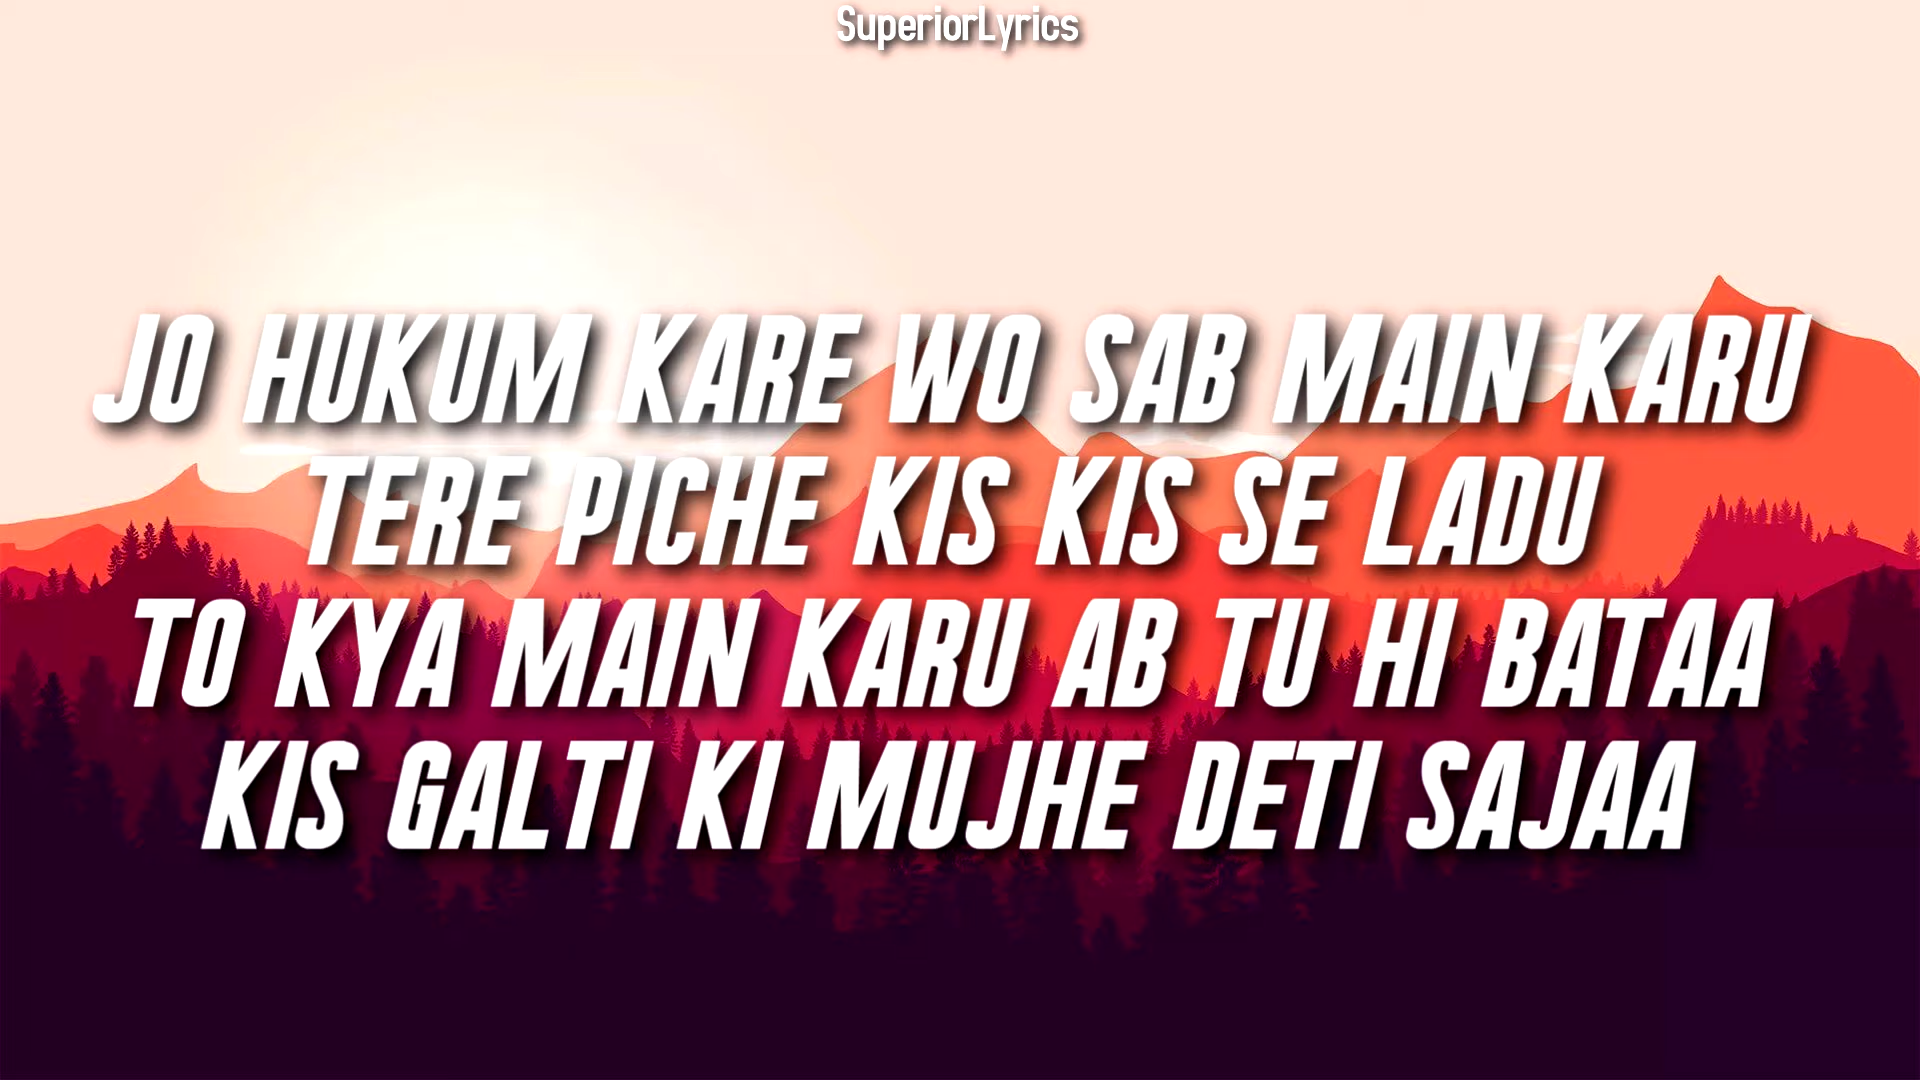 SuperiorLyrics
JO HUKUM KARE WO SAB MAIN KARU
TERE PICHE KIS KIS SE LADU
TO KYA MAIN KARU AB TU HI BATAA
KIS GALTI KI MUJHE DETI SAJAA